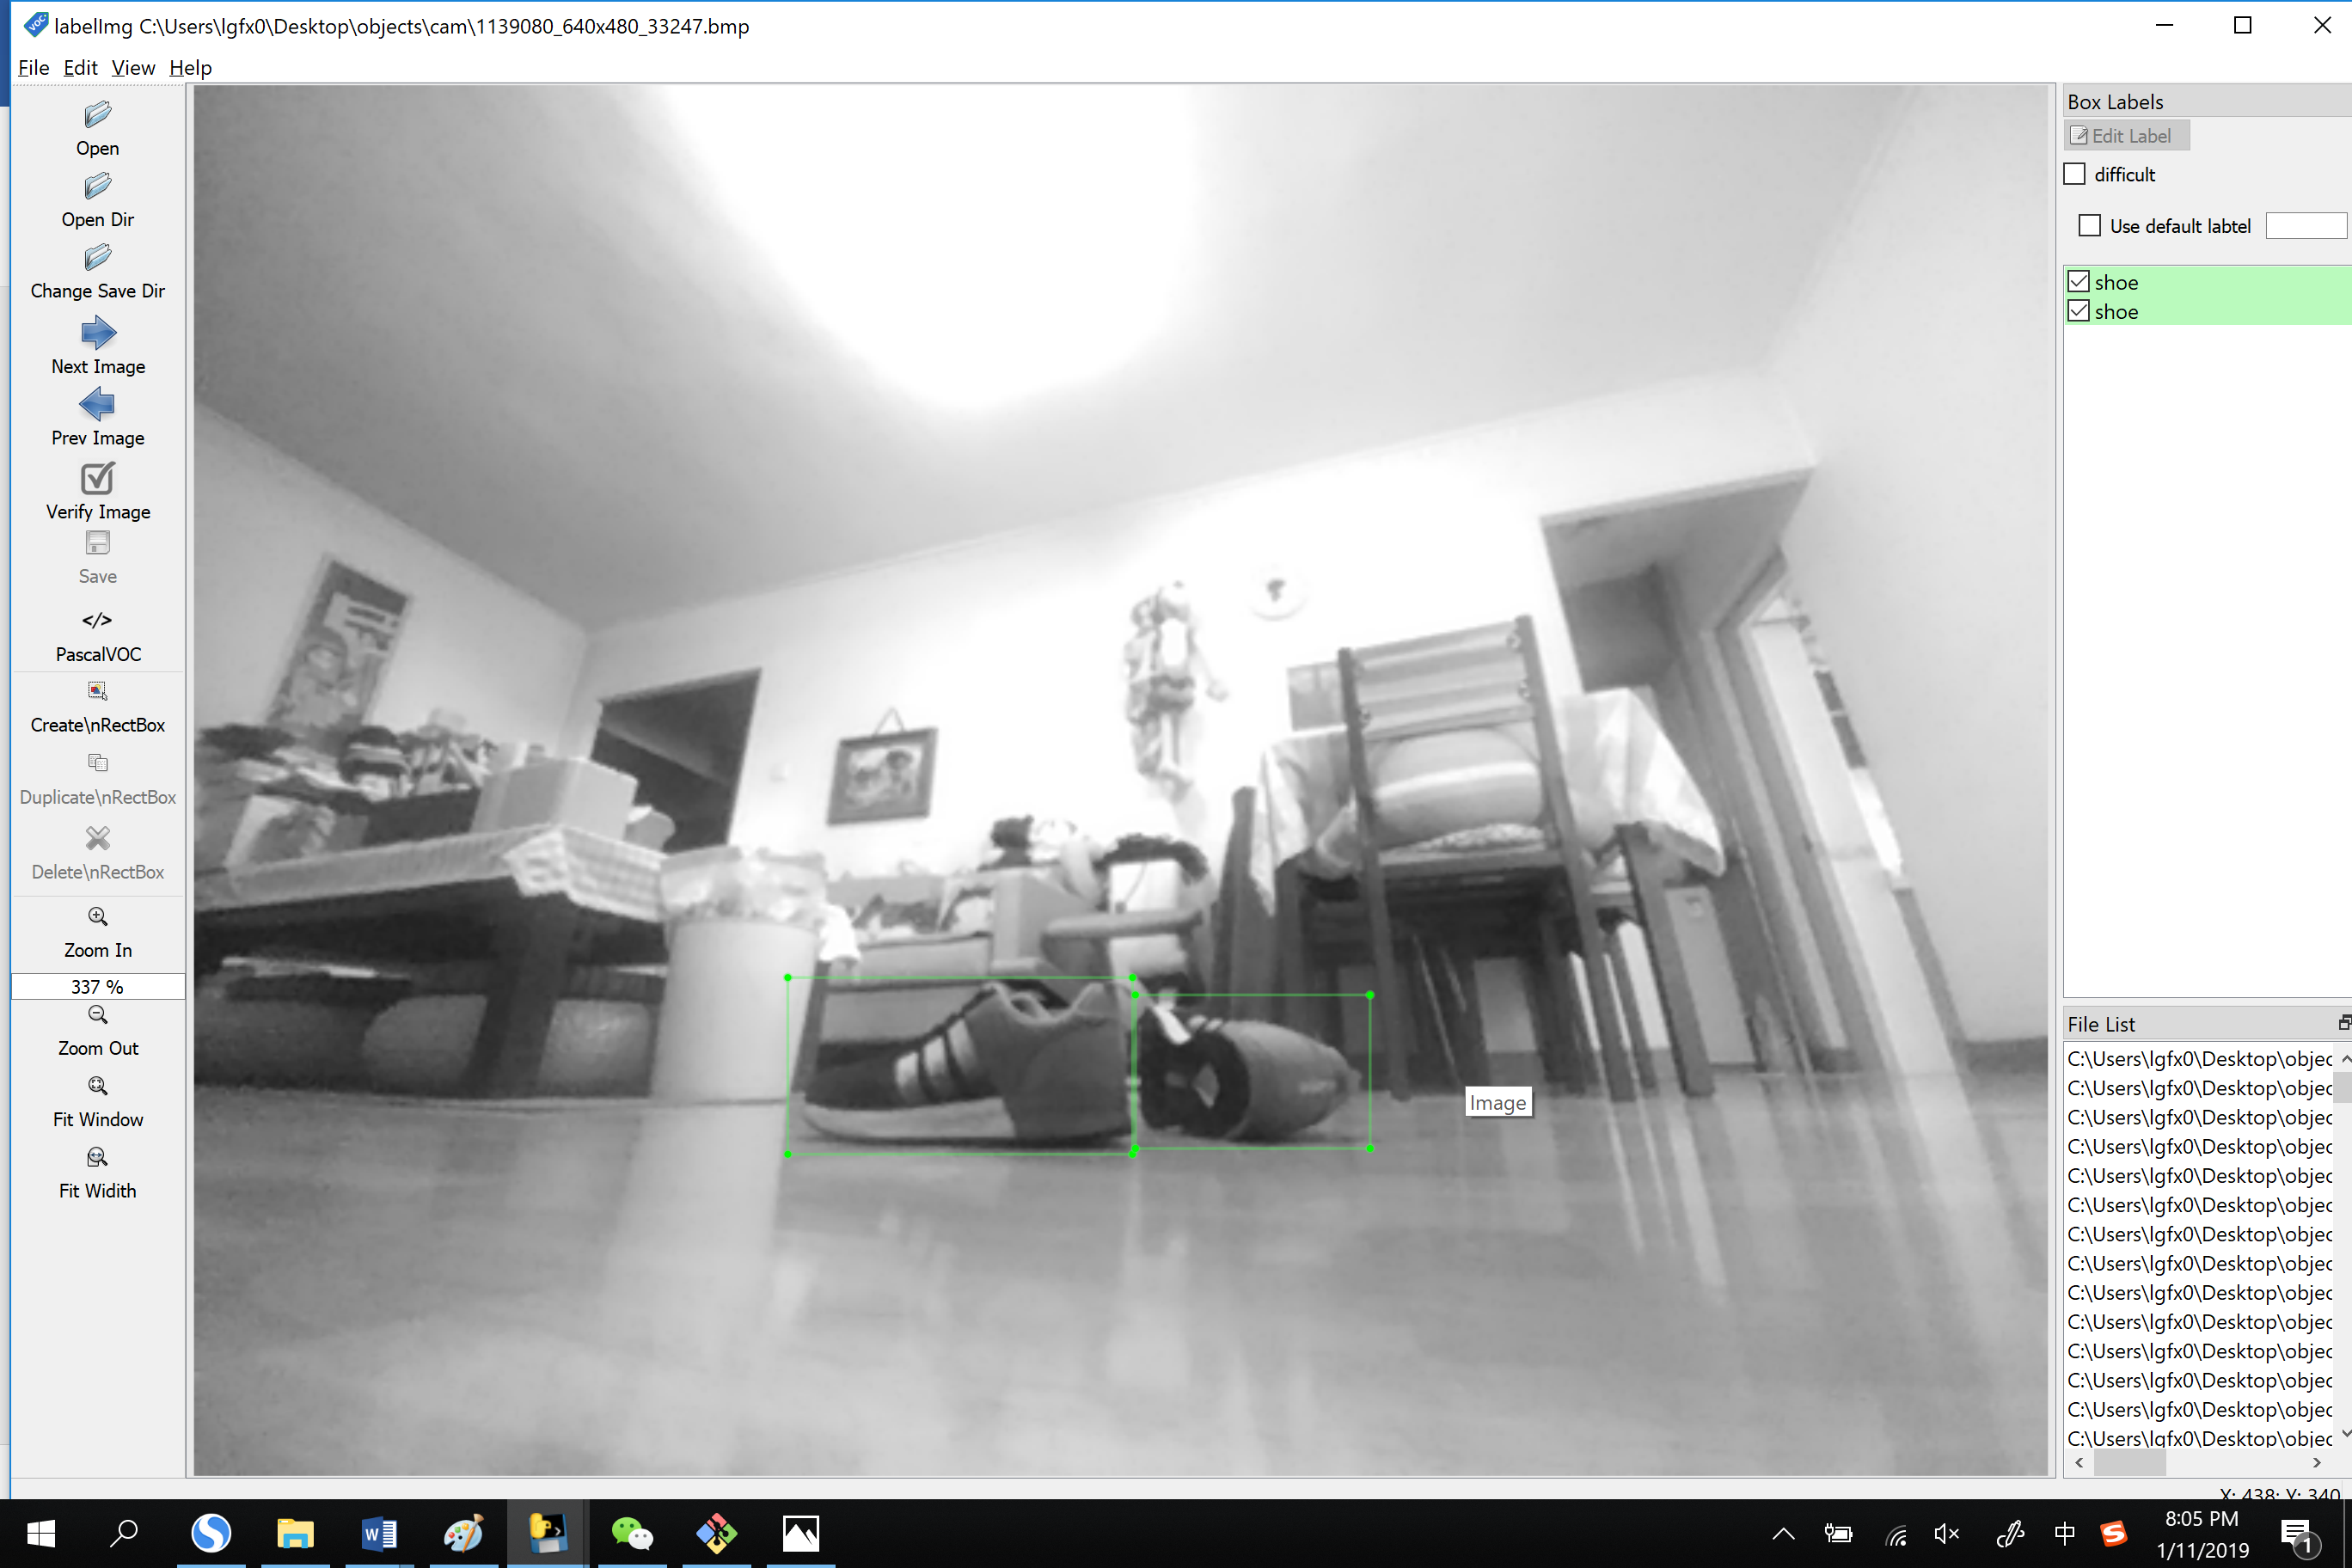 labelImg C:\Users\lgfx0\Desktop\objects\cam\1139080_640x480_33247.bmp
File Edit View Help
Open
Open Dir
Change Save Dir
Next Image
Prev Image
Verify Image
Save
</>
PascalVOC
Create\nRectBox
Duplicate\nRectBox
Delete\nRectBox
Zoom In
337 %
Zoom Out
Fit Window
Fit Widith
Image
Box Labels
Edit Label
difficult
Use default labtel
shoe
shoe
File List
C:\Users\lgfx0\Desktop\objec
C:\Users\lgfx0\Desktop\objec
C:\Users\lgfx0\Desktop\objec
C:\Users\lgfx0\Desktop\objec
C:\Users\lgfx0\Desktop\objec
C:\Users\lgfx0\Desktop\objec
C:\Users\lgfx0\Desktop\objec
C:\Users\lgfx0\Desktop\objec
C:\Users\lgfx0\Desktop\objec
C:\Users\lgfx0\Desktop\objec
C:\Users\lgfx0\Desktop\objec
C:\Users\lgfx0\Desktop\objec
C:\Users\lgfx0\Desktop\objec
C:\Users\lgfx0\Desktop\objec
X: 438; Y: 340
中
8:05 PM
1/11/2019
1